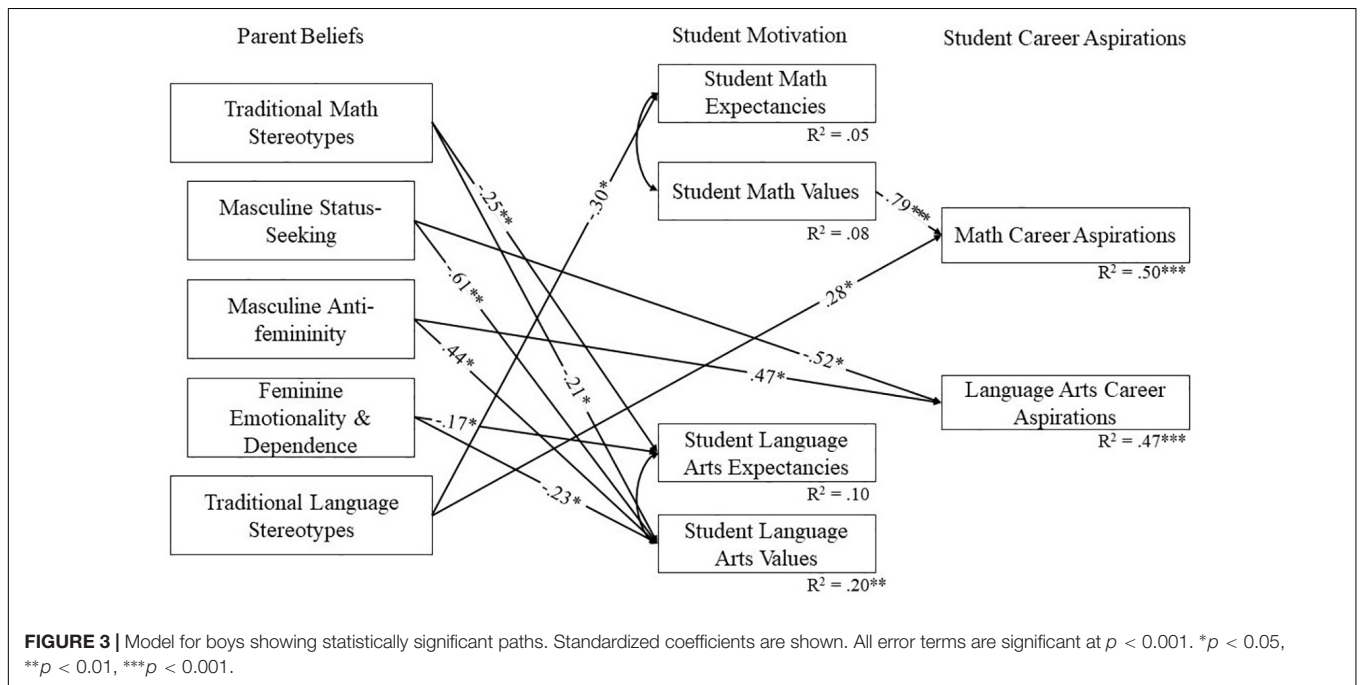 Parent Beliefs
Student Motivation
Student Career Aspirations
Traditional Math
Stereotypes
Masculine Status-
Seeking
Masculine Anti-
femininity
Feminine
Emotionality &
Dependence
Traditional Language
Stereotypes
Student Math
Expectancies
R² = .05
Student Math Values
R² = .08
Student Language
Arts Expectancies
R² = .10
Student Language
Arts Values
R² = .20**
Math Career Aspirations
R² = .50***
Language Arts Career
Aspirations
R² = .47***
-.25**
-.30*
.79***
-.61**
.28*
.44*
-.21*
-.52*
.47*
-.17*
-.23*
FIGURE 3 | Model for boys showing statistically significant paths. Standardized coefficients are shown. All error terms are significant at p < 0.001. *p < 0.05,
**p < 0.01, ***p < 0.001.